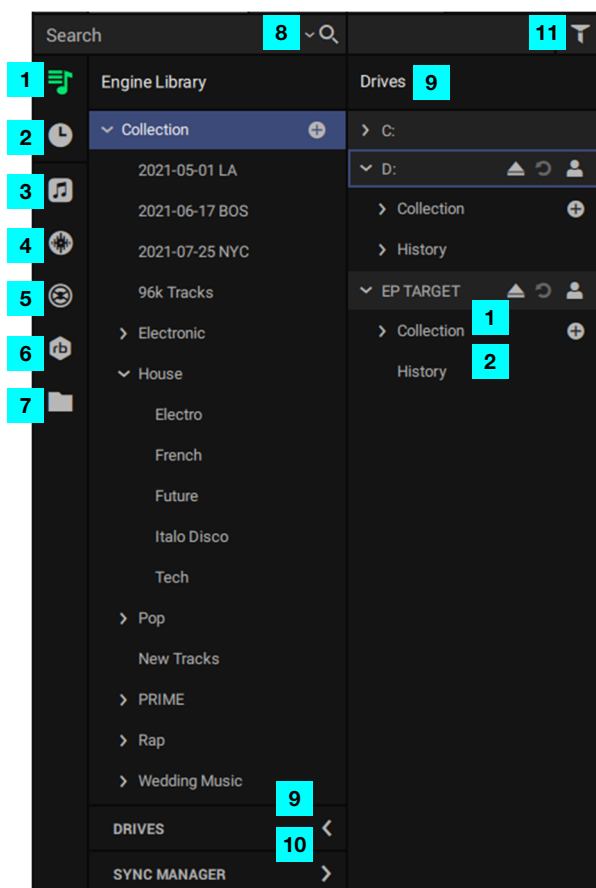 Search 8 11
1 Engine Library Drives 9
2 Collection C:
3 2021-05-01 LA D:
2021-06-17 BOS Collection
4 2021-07-25 NYC History
5 96k Tracks EP TARGET
1
Electronic Collection
6 rb House 2 History
7
Electro
French
Future
Italo Disco
Tech
Pop
New Tracks
PRIME
Rap
Wedding Music
9
DRIVES
10
SYNC MANAGER